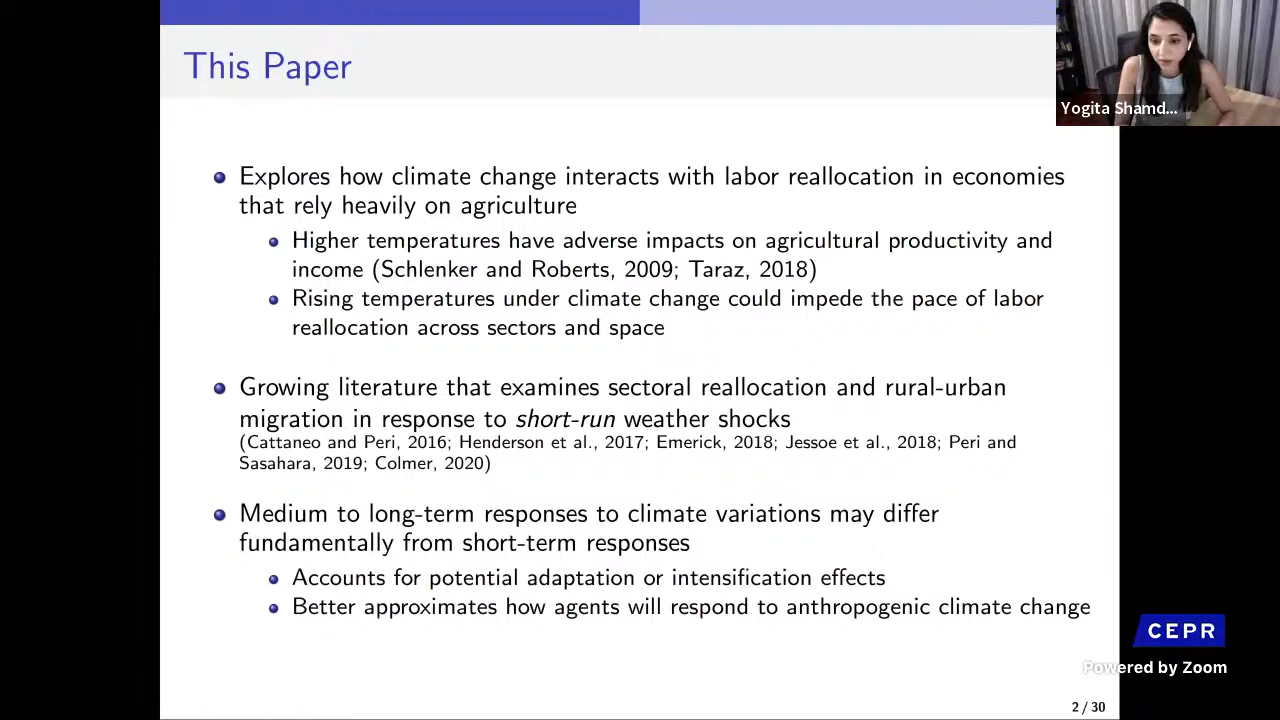 This Paper
Yogita Shamd...
Explores how climate change interacts with labor reallocation in economies
that rely heavily on agriculture
Higher temperatures have adverse impacts on agricultural productivity and
income (Schlenker and Roberts, 2009; Taraz, 2018)
Rising temperatures under climate change could impede the pace of labor
reallocation across sectors and space
Growing literature that examines sectoral reallocation and rural-urban
migration in response to short-run weather shocks
(Cattaneo and Peri, 2016; Henderson et al., 2017; Emerick, 2018; Jessoe et al., 2018; Peri and
Sasahara, 2019; Colmer, 2020)
Medium to long-term responses to climate variations may differ
fundamentally from short-term responses
Accounts for potential adaptation or intensification effects
Better approximates how agents will respond to anthropogenic climate change
CEPR
Powered by Zoom
2 / 30